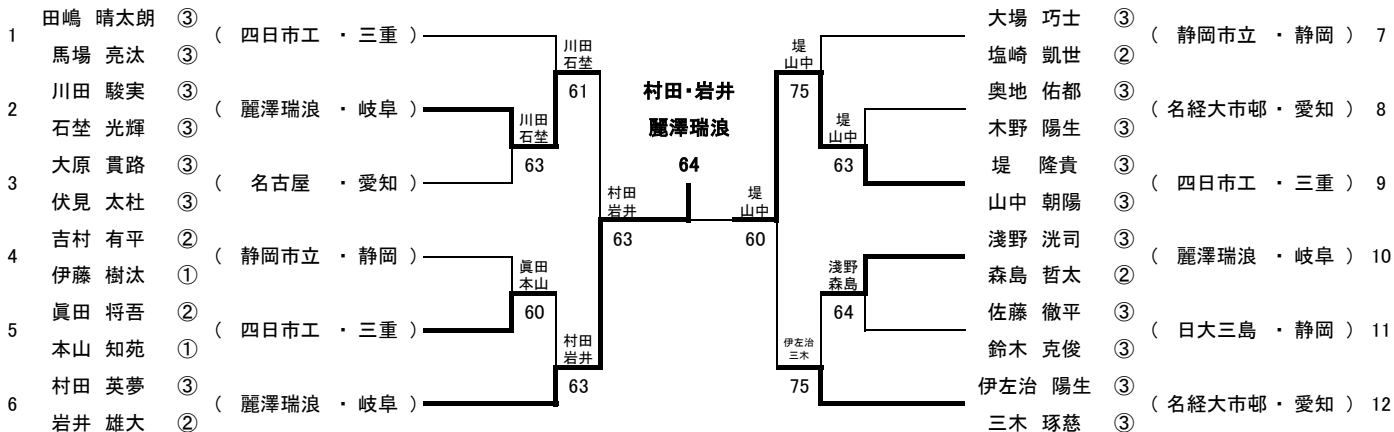 田嶋 晴太朗 ③
1 ( 四日市工 ・ 三重 )
馬場 亮汰 ③
川田 駿実 ③
2 ( 麗澤瑞浪 ・ 岐阜 )
石埜 光輝 ③
大原 貫路 ③
3 ( 名古屋 ・ 愛知 )
伏見 太杜 ③
吉村 有平 ②
4 ( 静岡市立 ・ 静岡 )
伊藤 樹汰 ①
眞田 将吾 ②
5 ( 四日市工 ・ 三重 )
本山 知苑 ①
村田 英夢 ③
6 ( 麗澤瑞浪 ・ 岐阜 )
岩井 雄大 ②
川田
石埜
61
川田
石埜
63
村田
岩井
63
眞田
本山
60
村田
岩井
63
村田・岩井
麗澤瑞浪
64
堤
山中
75
堤
山中
63
堤
山中
60
淺野
森島
64
伊左治
三木
75
大場 巧士 ③
( 静岡市立 ・ 静岡 ) 7
塩崎 凱世 ②
奥地 佑都 ③
( 名経大市邨 ・ 愛知 ) 8
木野 陽生 ③
堤 隆貴 ③
( 四日市工 ・ 三重 ) 9
山中 朝陽 ③
淺野 洸司 ③
( 麗澤瑞浪 ・ 岐阜 ) 10
森島 哲太 ②
佐藤 徹平 ③
( 日大三島 ・ 静岡 ) 11
鈴木 克俊 ③
伊左治 陽生 ③
( 名経大市邨 ・ 愛知 ) 12
三木 琢慈 ③